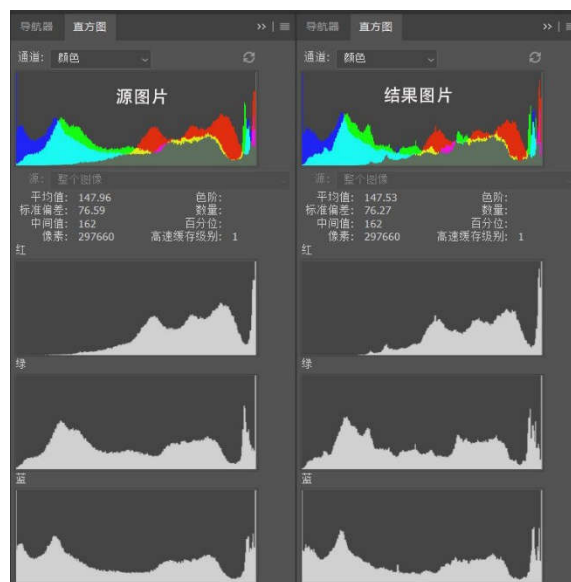 导航器 直方图
通道: 颜色
源图片
源: 整个图像
平均值: 147.96 色阶:
标准偏差: 76.59 数量:
中间值: 162 百分位:
像素: 297660 高速缓存级别: 1
红
绿
蓝
导航器 直方图
通道: 颜色
结果图片
源: 整个图像
平均值: 147.53 色阶:
标准偏差: 76.27 数量:
中间值: 162 百分位:
像素: 297660 高速缓存级别: 1
红
绿
蓝